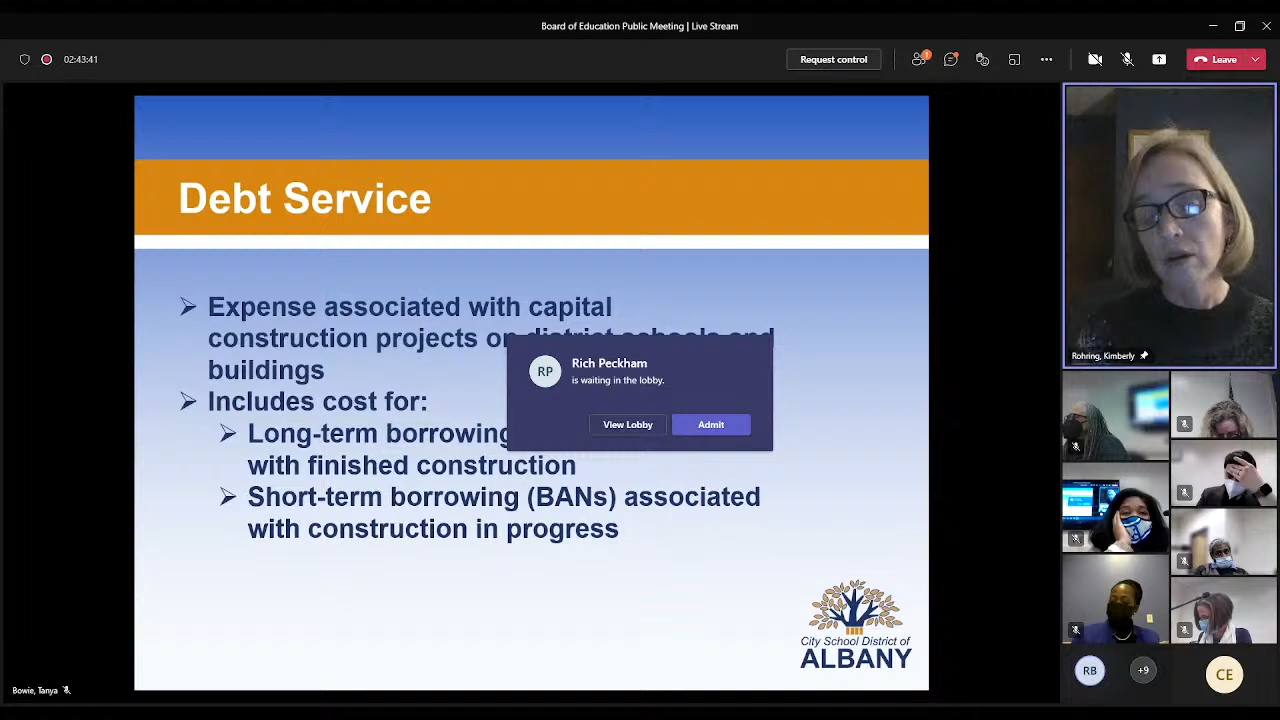 Board of Education Public Meeting | Live Stream
02:43:41
Request control
1
Leave
Debt Service
Expense associated with capital
construction projects on district schools and
buildings
Includes cost for:
Long-term borrowing
with finished construction
Short-term borrowing (BANs) associated
with construction in progress
RP
Rich Peckham
is waiting in the lobby.
View Lobby
Admit
City School District of
ALBANY
Rohring, Kimberly
RB
+9
CE
Bowie, Tanya